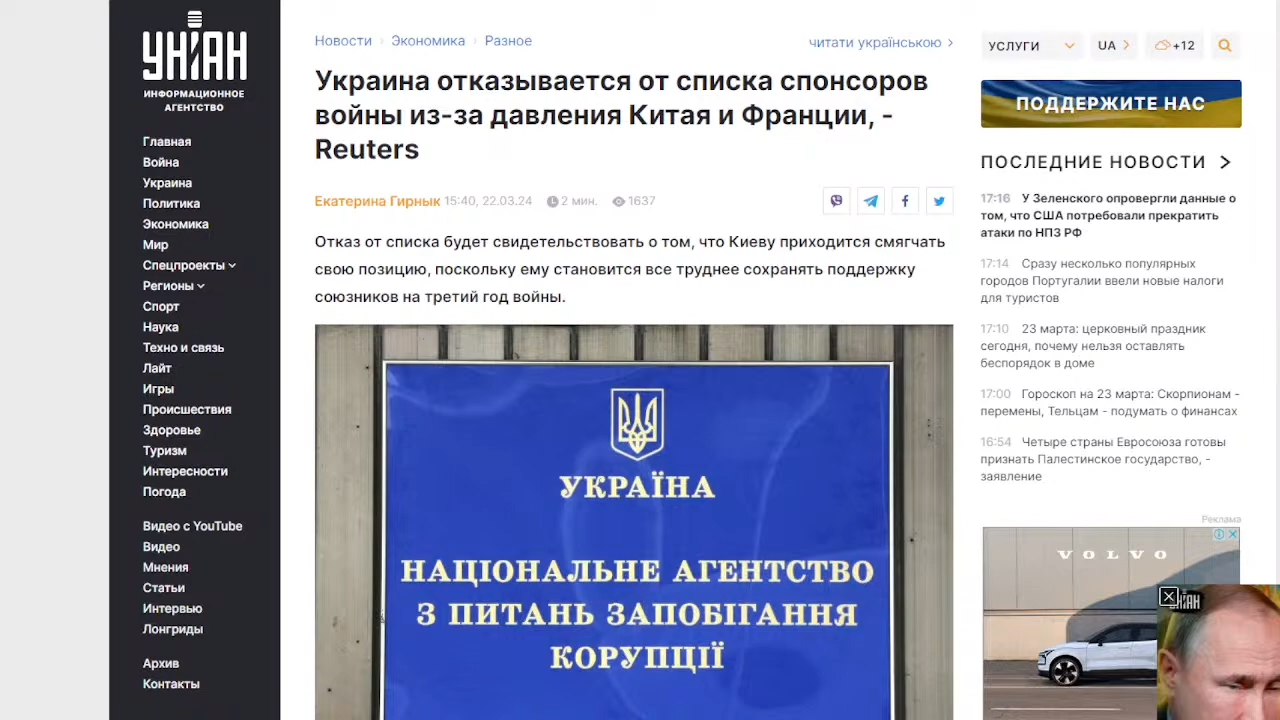 УНІАН
ИНФОРМАЦИОННОЕ
АГЕНТСТВО
Главная
Война
Украина
Политика
Экономика
Мир
Спецпроекты
Регионы
Спорт
Наука
Техно и связь
Лайт
Игры
Происшествия
Здоровье
Туризм
Интересности
Погода
Видео с YouTube
Видео
Мнения
Статьи
Интервью
Лонгриды
Архив
Контакты
Новости › Экономика › Разное
читати українською
Украина отказывается от списка спонсоров
войны из-за давления Китая и Франции, -
Reuters
Екатерина Гирнык 15:40, 22.03.24 2 мин. 1637
Отказ от списка будет свидетельствовать о том, что Киеву приходится смягчать
свою позицию, поскольку ему становится все труднее сохранять поддержку
союзников на третий год войны.
УКРАЇНА
НАЦІОНАЛЬНЕ АГЕНТСТВО
З ПИТАНЬ ЗАПОБІГАННЯ
КОРУПЦІЇ
УСЛУГИ
UA
+12
ПОДДЕРЖИТЕ НАС
ПОСЛЕДНИЕ НОВОСТИ
17:16 У Зеленского опровергли данные о
том, что США потребовали прекратить
атаки по НПЗ РФ
17:14 Сразу несколько популярных
городов Португалии ввели новые налоги
для туристов
17:10 23 марта: церковный праздник
сегодня, почему нельзя оставлять
беспорядок в доме
17:00 Гороскоп на 23 марта: Скорпионам -
перемены, Тельцам - подумать о финансах
16:54 Четыре страны Евросоюза готовы
признать Палестинское государство, -
заявление
Реклама
VOLVO
УНІАН